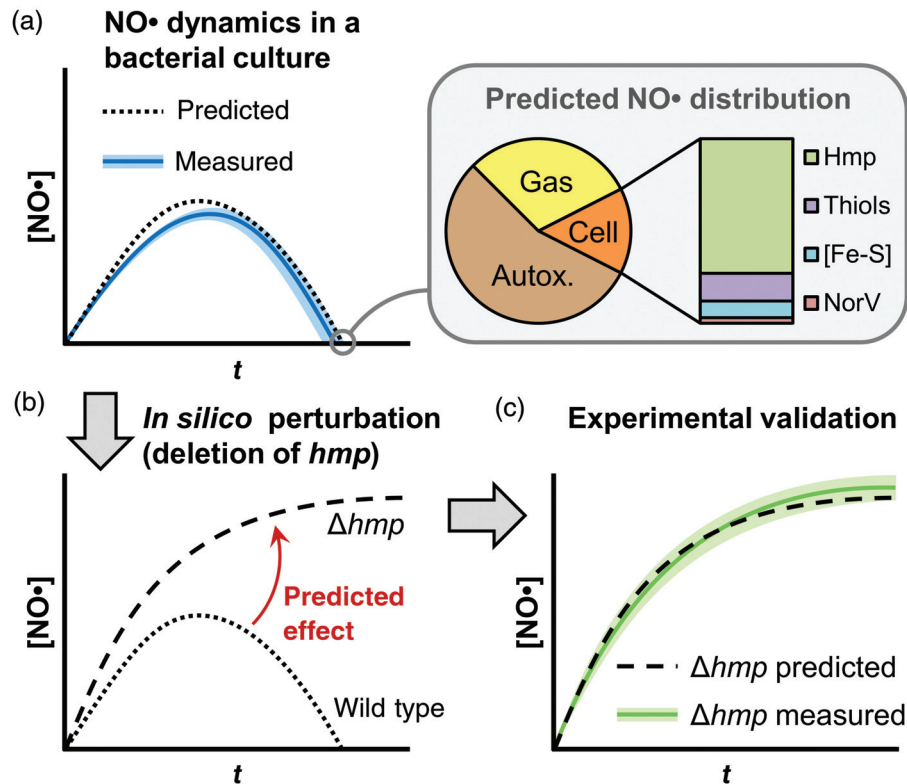 (a)
NO• dynamics in a
bacterial culture
Predicted
Measured
[NO•]
t
Predicted NO• distribution
Gas
Cell
Autox.
Hmp
Thiols
[Fe-S]
NorV
(b)
In silico perturbation
(deletion of hmp)
[NO•]
Δhmp
Predicted
effect
Wild type
t
(c)
Experimental validation
[NO•]
Δhmp predicted
Δhmp measured
t